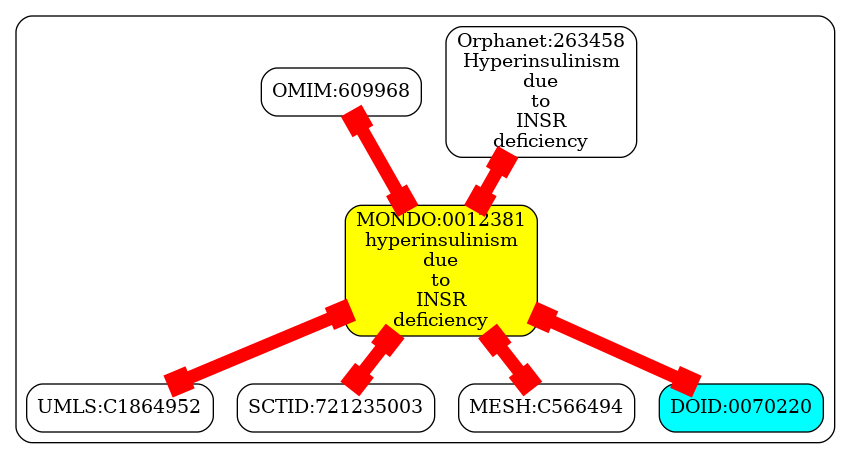 Orphanet:263458
Hyperinsulinism
due
to
INSR
deficiency
OMIM:609968
MONDO:0012381
hyperinsulinism
due
to
INSR
deficiency
UMLS:C1864952
SCTID:721235003
MESH:C566494
DOID:0070220